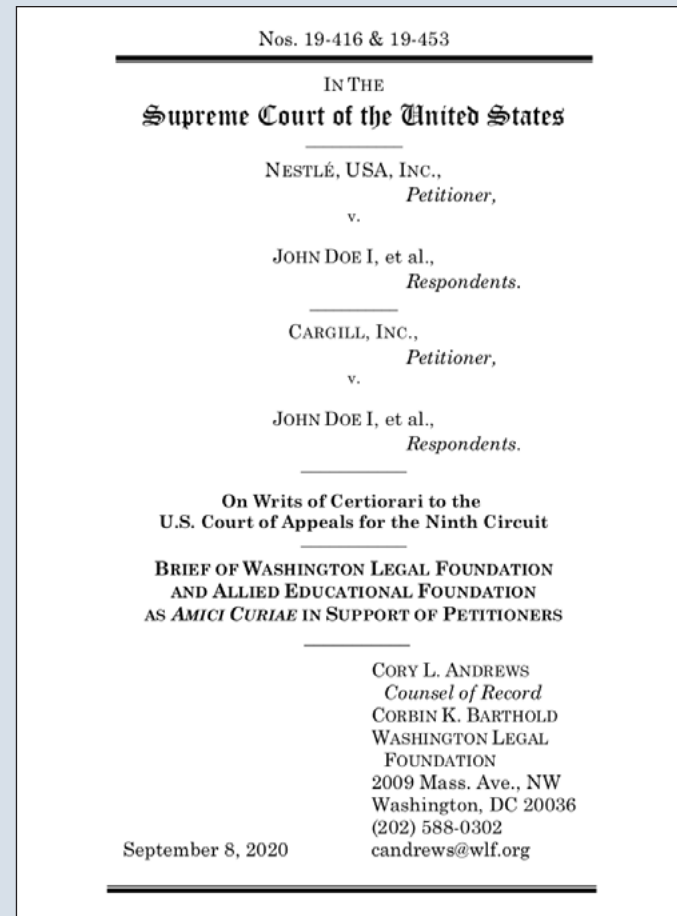 Nos. 19-416 & 19-453
IN THE
Supreme Court of the United States
NESTLÉ, USA, INC.,
Petitioner,
v.
JOHN DOE I, et al.,
Respondents.
CARGILL, INC.,
Petitioner,
v.
JOHN DOE I, et al.,
Respondents.
On Writs of Certiorari to the
U.S. Court of Appeals for the Ninth Circuit
BRIEF OF WASHINGTON LEGAL FOUNDATION
AND ALLIED EDUCATIONAL FOUNDATION
AS AMICI CURIAE IN SUPPORT OF PETITIONERS
CORY L. ANDREWS
Counsel of Record
CORBIN K. BARTHOLD
WASHINGTON LEGAL
FOUNDATION
2009 Mass. Ave., NW
Washington, DC 20036
(202) 588-0302
September 8, 2020 candrews@wlf.org